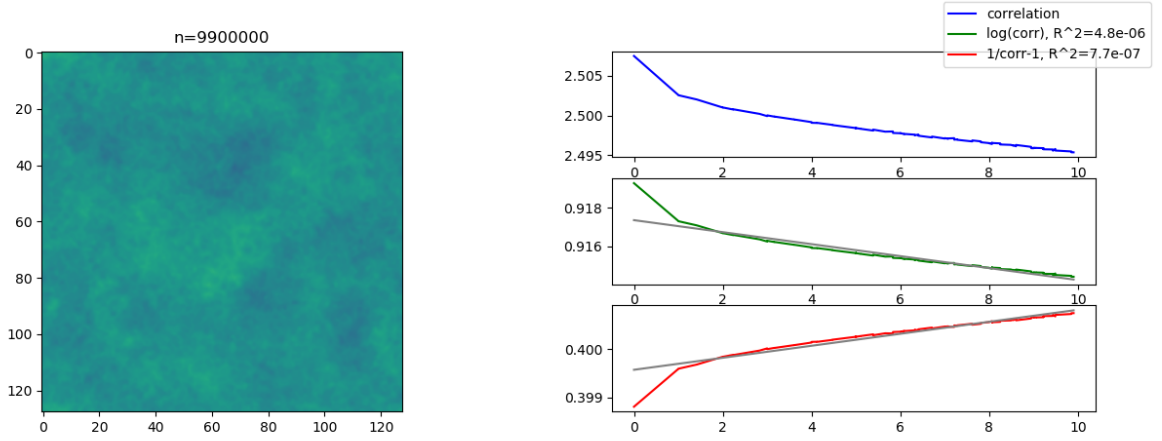 n=9900000
0
20
40
60
80
100
120
0 20 40 60 80 100 120
correlation
log(corr), R^2=4.8e-06
1/corr-1, R^2=7.7e-07
2.505
2.500
2.495
0 2 4 6 8 10
0.918
0.916
0 2 4 6 8 10
0.400
0.399
0 2 4 6 8 10